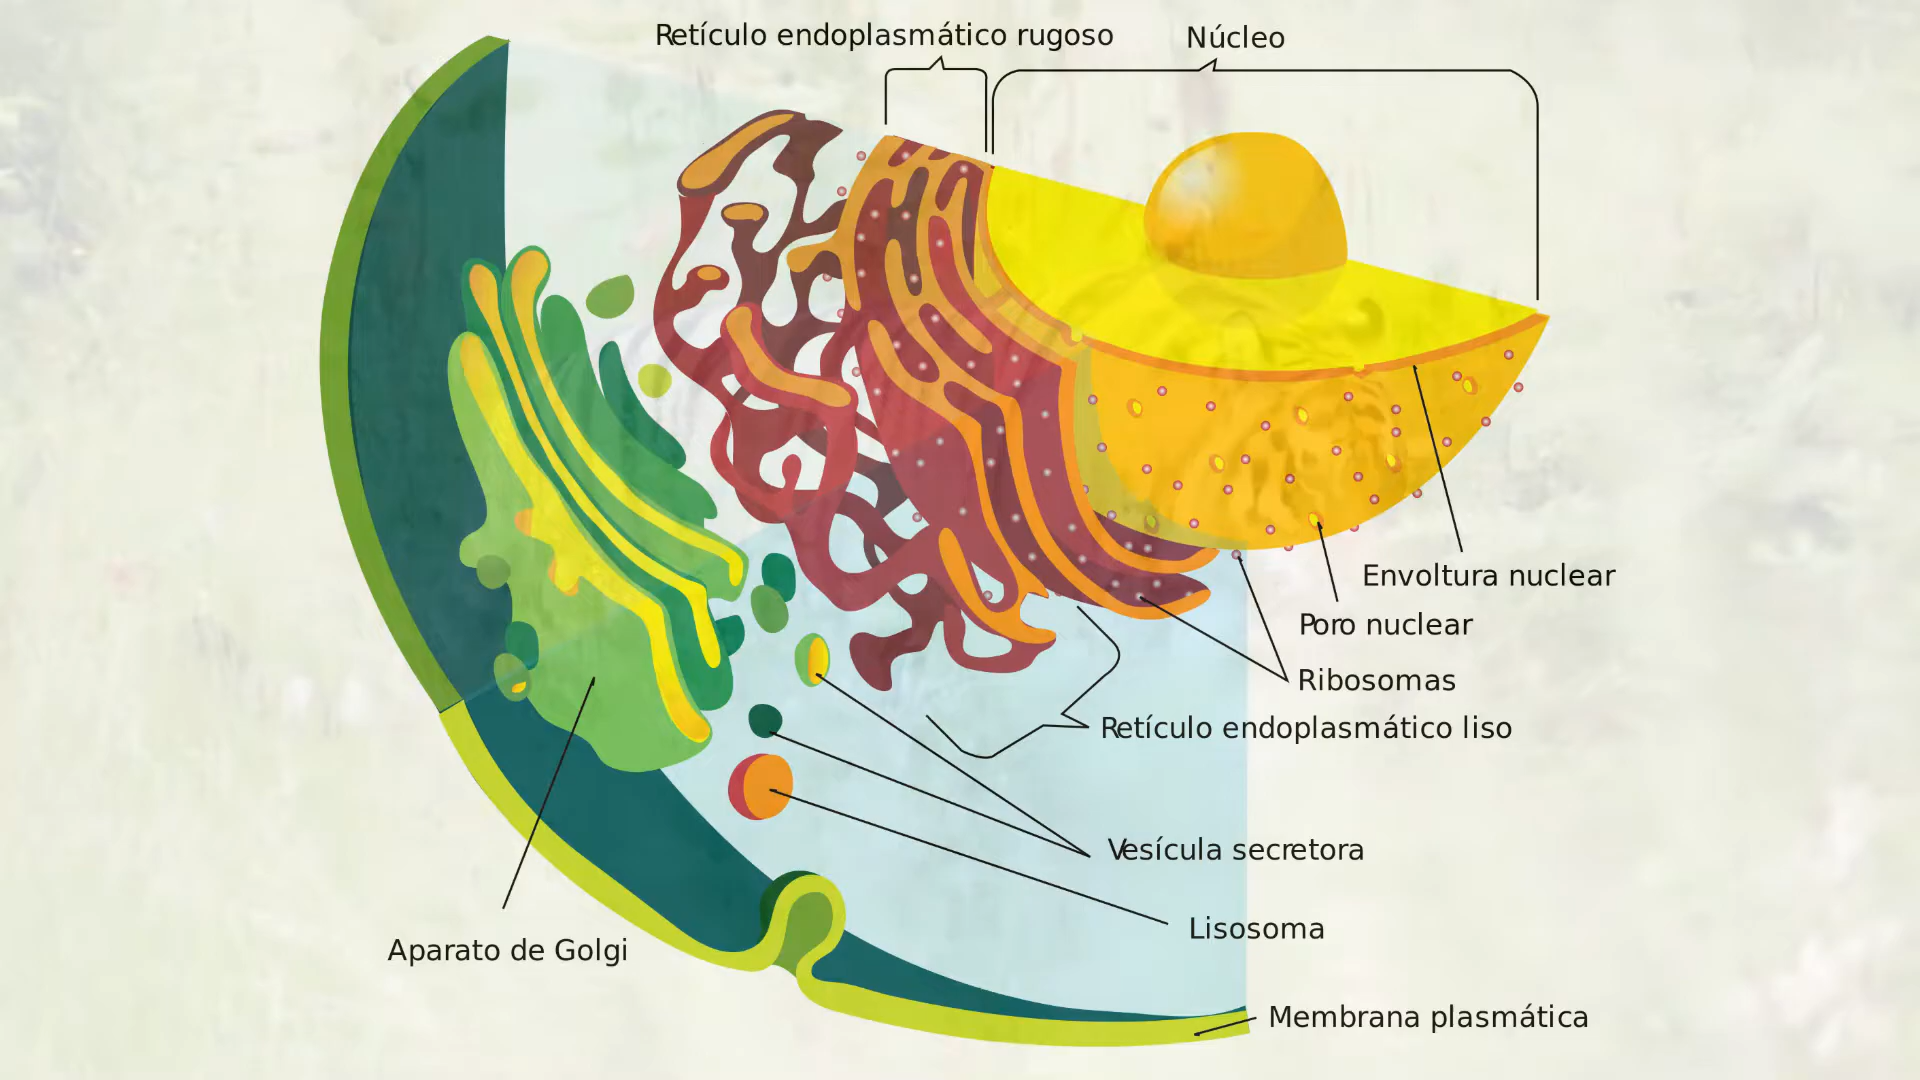 Retículo endoplasmático rugoso
Núcleo
Envoltura nuclear
Poro nuclear
Ribosomas
Retículo endoplasmático liso
Vesícula secretora
Lisosoma
Aparato de Golgi
Membrana plasmática